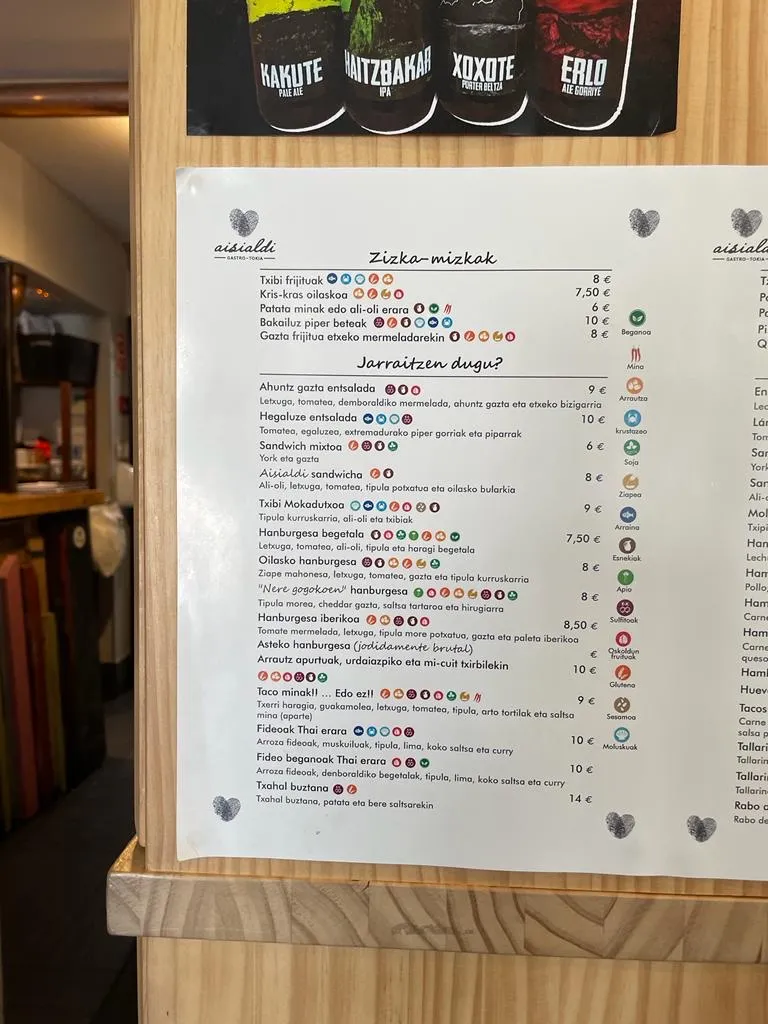 KAKUTE
PALE ALE
HAITZBAKAR
IPA
XOXOTE
PORTER BELTZA
ERLO
ALE GORRIYE
aisialdi
GASTRO-TOKIA
Zizka-mizkak
Txibi frijituak 8 €
Kris-kras oilaskoa 7,50 €
Patata minak edo ali-oli erara 6 €
Bakailuz piper beteak 10 €
Gazta frijitua etxeko mermeladarekin 8 €
Jarraitzen dugu?
Ahuntz gazta entsalada 9 €
Letxuga, tomatea, demboraldiko mermelada, ahuntz gazta eta etxeko bizigarria
Hegaluze entsalada 10 €
Tomatea, egaluzea, extremadurako piper gorriak eta piparrak
Sandwich mixtoa 6 €
York eta gazta
Aisialdi sandwicha 8 €
Ali-oli, letxuga, tomatea, tipula potxatua eta oilasko bularkia
Txibi Mokadutxoa 9 €
Tipula kurruskarria, ali-oli eta txibiak
Hanburgesa begetala 7,50 €
Letxuga, tomatea, ali-oli, tipula eta haragi begetala
Oilasko hanburgesa 8 €
Ziape mahonesa, letxuga, tomatea, gazta eta tipula kurruskarria
"Nere gogokoen" hanburgesa 8 €
Tipula morea, cheddar gazta, saltsa tartaroa eta hirugiarra
Hanburgesa iberikoa 8,50 €
Tomate mermelada, letxuga, tipula more potxatua, gazta eta paleta iberikoa
Asteko hanburgesa (jodidamente brutal) €
Arrautz apurtuak, urdaiazpiko eta mi-cuit txirbilekin 10 €
Taco minak!! ... Edo ez!! 9 €
Txerri haragia, guakamolea, letxuga, tomatea, tipula, arto tortilak eta saltsa
mina (aparte)
Fideoak Thai erara 10 €
Arroza fideoak, muskuiluak, tipula, lima, koko saltsa eta curry
Fideo beganoak Thai erara 10 €
Arroza fideoak, denboraldiko begetalak, tipula, lima, koko saltsa eta curry
Txahal buztana 14 €
Txahal buztana, patata eta bere saltsarekin
Beganoa
Mina
Arrautza
krustazeo
Soja
Ziapea
Arraina
Esnekiak
Apio
Sulfitoak
Oskoldun
fruituak
Glutena
Sesamoa
Moluskuak
aisiald
GASTRO-TOKIA